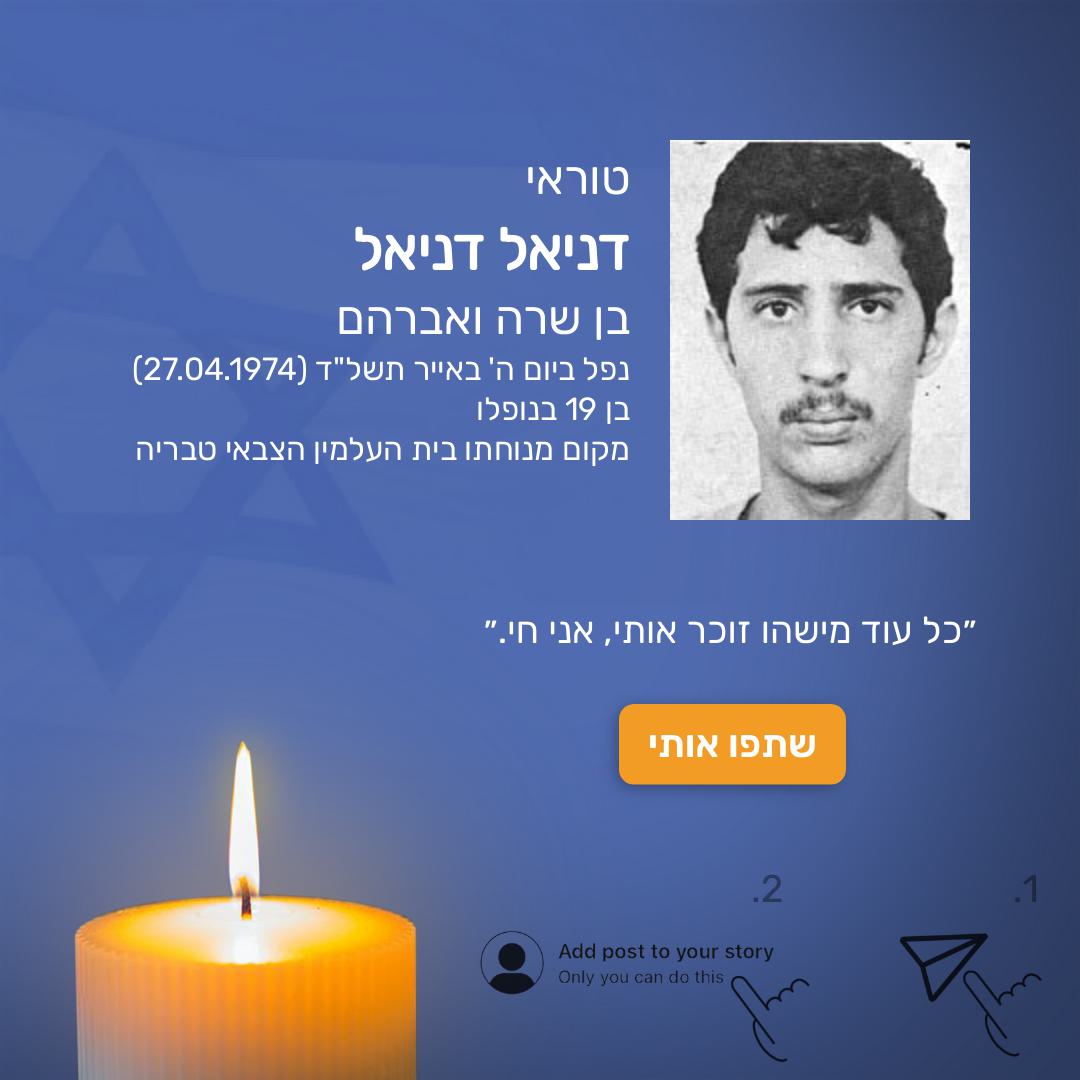 טוראי
דניאל דניאל
בן שרה ואברהם
נפל ביום ה' באייר תשל"ד (27.04.1974)
בן 19 בנופלו
מקום מנוחתו בית העלמין הצבאי טבריה
״כל עוד מישהו זוכר אותי, אני חי.״
שתפו אותי
.1
.2
Add post to your story
Only you can do this